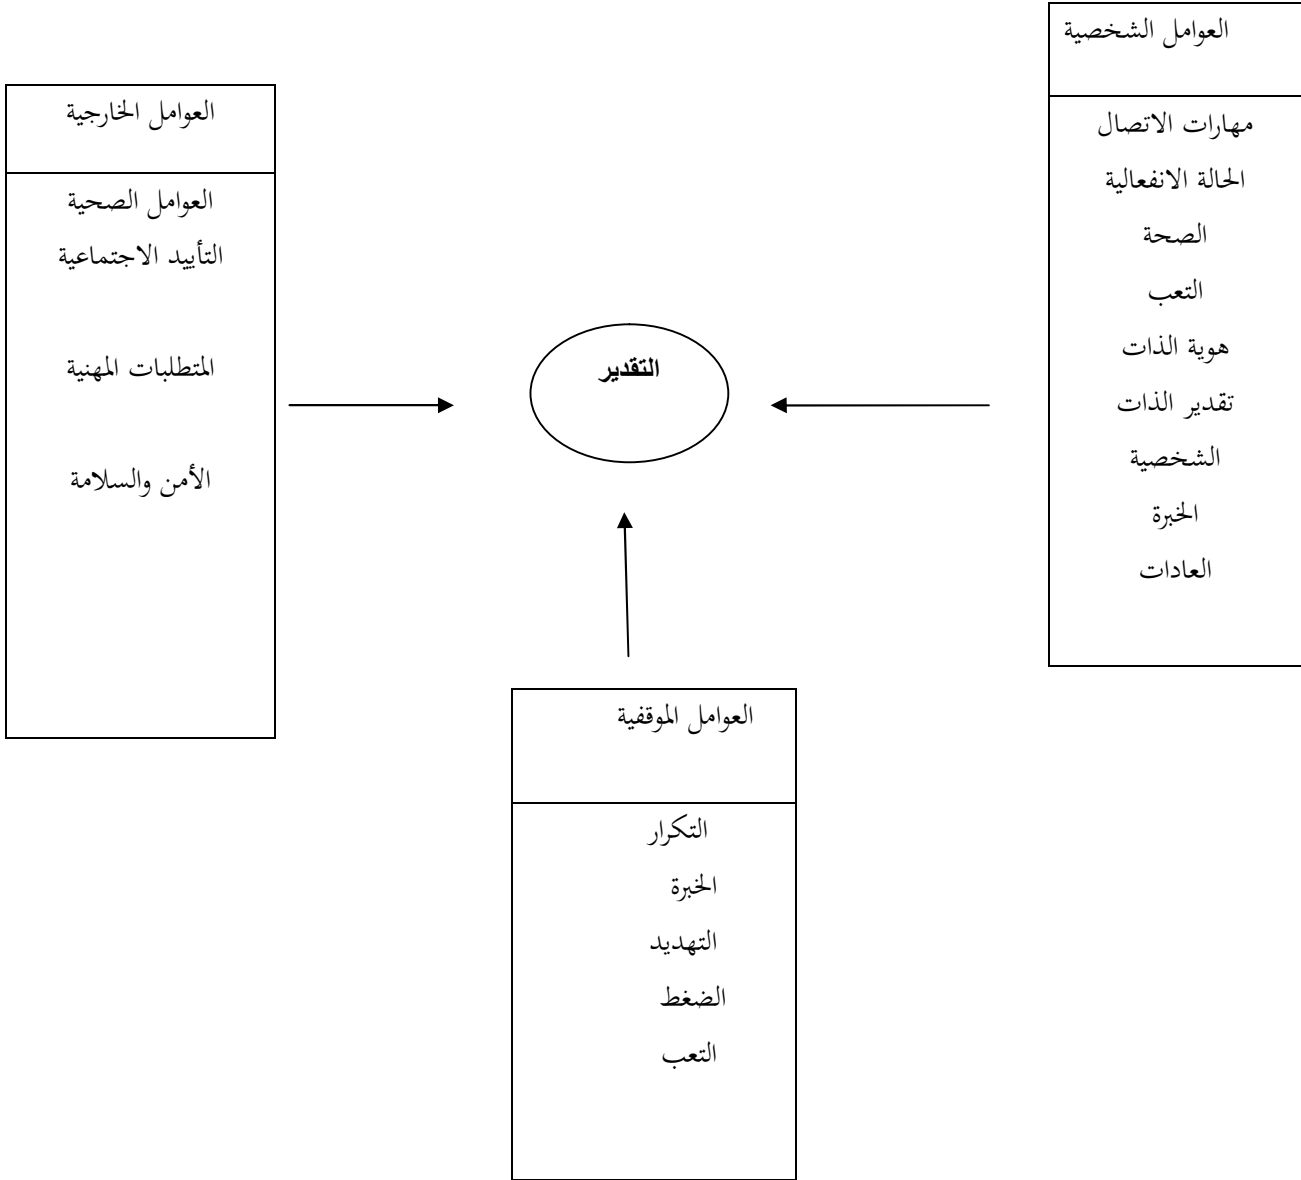 العوامل الشخصية
مهارات الاتصال
الحالة الانفعالية
الصحة
التعب
هوية الذات
تقدير الذات
الشخصية
الخبرة
العادات
العوامل الخارجية
العوامل الصحية
التأييد الاجتماعية
المتطلبات المهنية
الأمن والسلامة
التقدير
العوامل الموقفية
التكرار
الخبرة
التهديد
الضغط
التعب